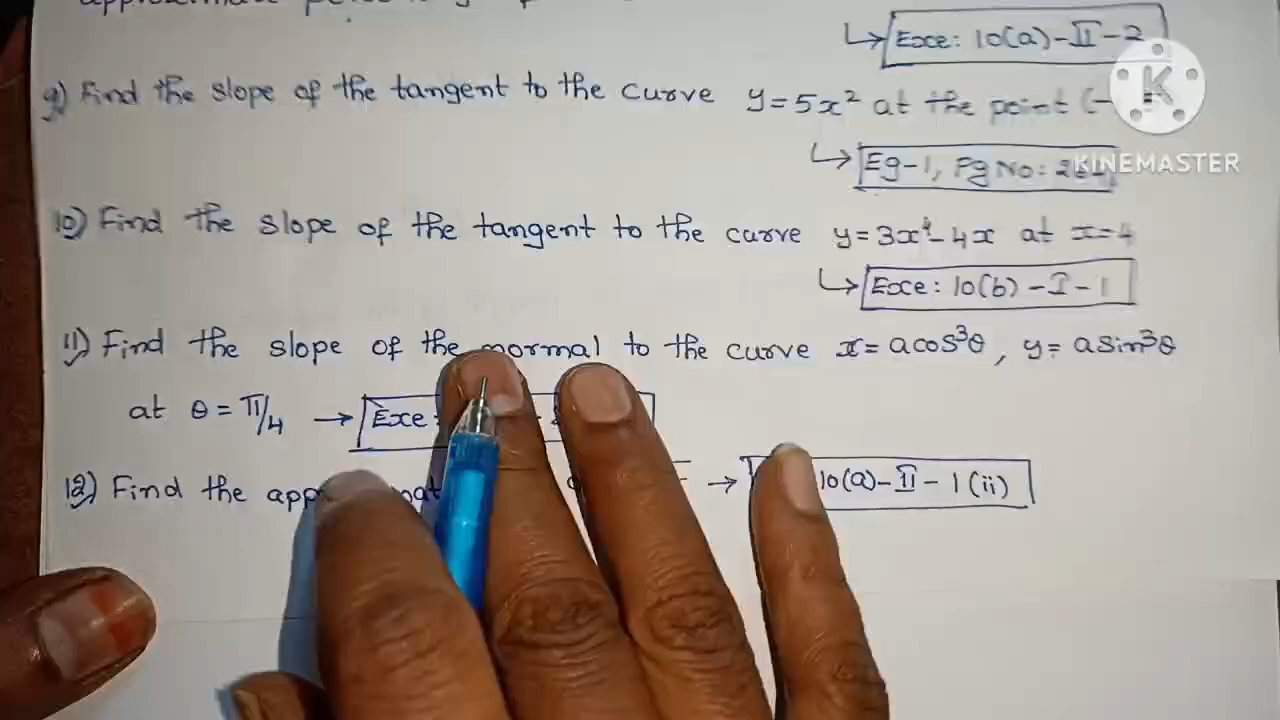 ↳ Exe: 10(a)-II-2
9) Find the slope of the tangent to the curve y=5x² at the point (-
↳ Eg-1, Pg No:
KINEMASTER
10) Find the slope of the tangent to the curve y=3x⁴-4x at x=4
↳ Exe: 10(b)-I-1
11) Find the slope of the normal to the curve x=acos³θ, y=asin³θ
at θ=π/4 → Exe:
12) Find the → 10(a)-II-1(ii)